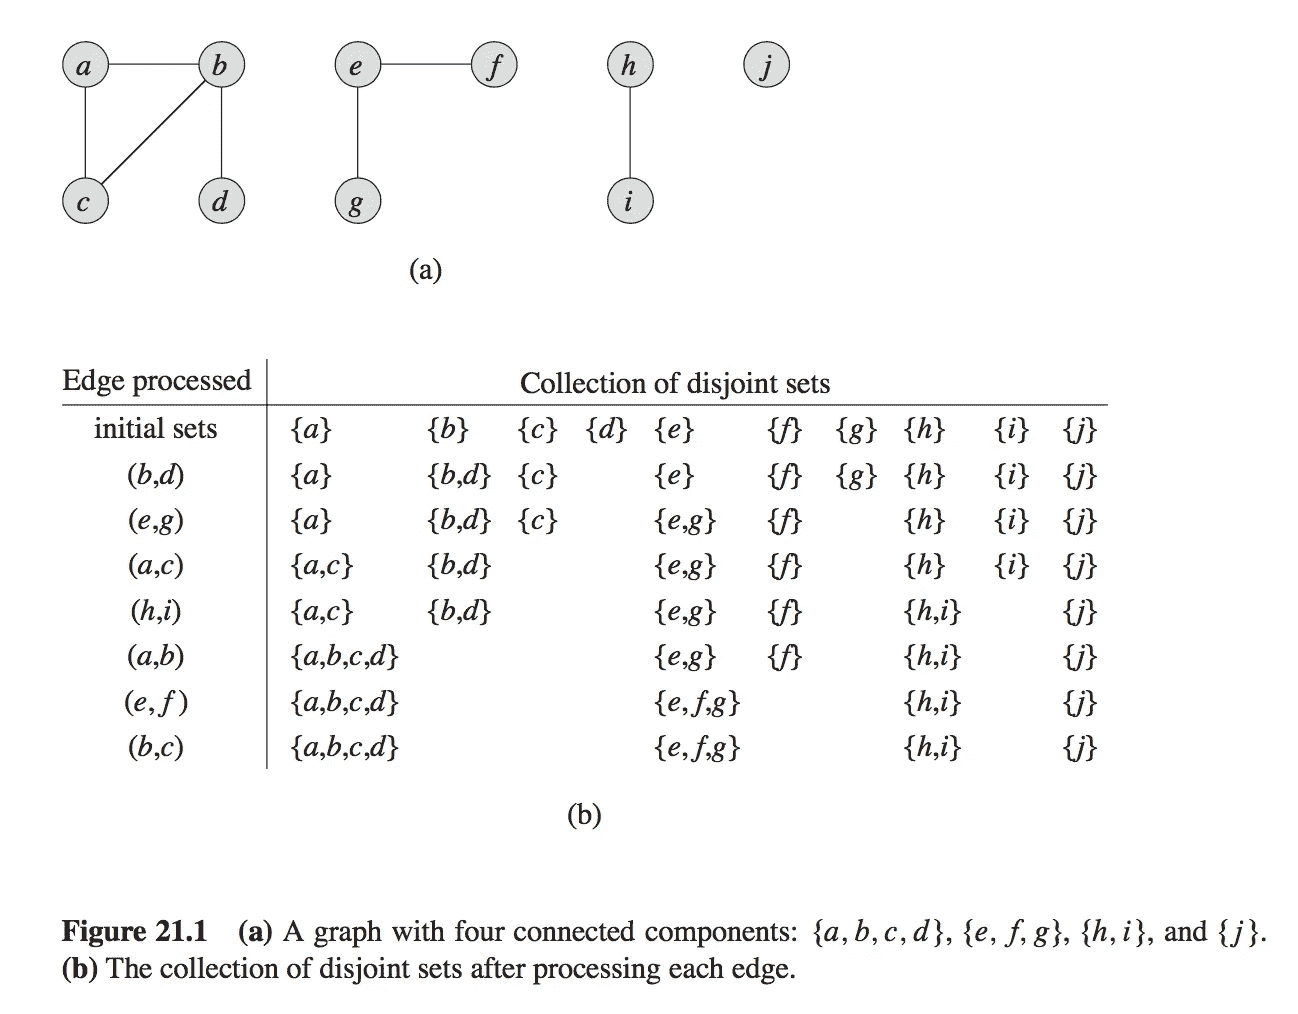 a b e f h j
c d g i
(a)
Edge processed Collection of disjoint sets
initial sets {a} {b} {c} {d} {e} {f} {g} {h} {i} {j}
(b,d) {a} {b,d} {c} {e} {f} {g} {h} {i} {j}
(e,g) {a} {b,d} {c} {e,g} {f} {h} {i} {j}
(a,c) {a,c} {b,d} {e,g} {f} {h} {i} {j}
(h,i) {a,c} {b,d} {e,g} {f} {h,i} {j}
(a,b) {a,b,c,d} {e,g} {f} {h,i} {j}
(e, f) {a,b,c,d} {e, f,g} {h,i} {j}
(b,c) {a,b,c,d} {e, f,g} {h,i} {j}
(b)
Figure 21.1 (a) A graph with four connected components: {a, b, c, d}, {e, f, g}, {h, i}, and {j}.
(b) The collection of disjoint sets after processing each edge.